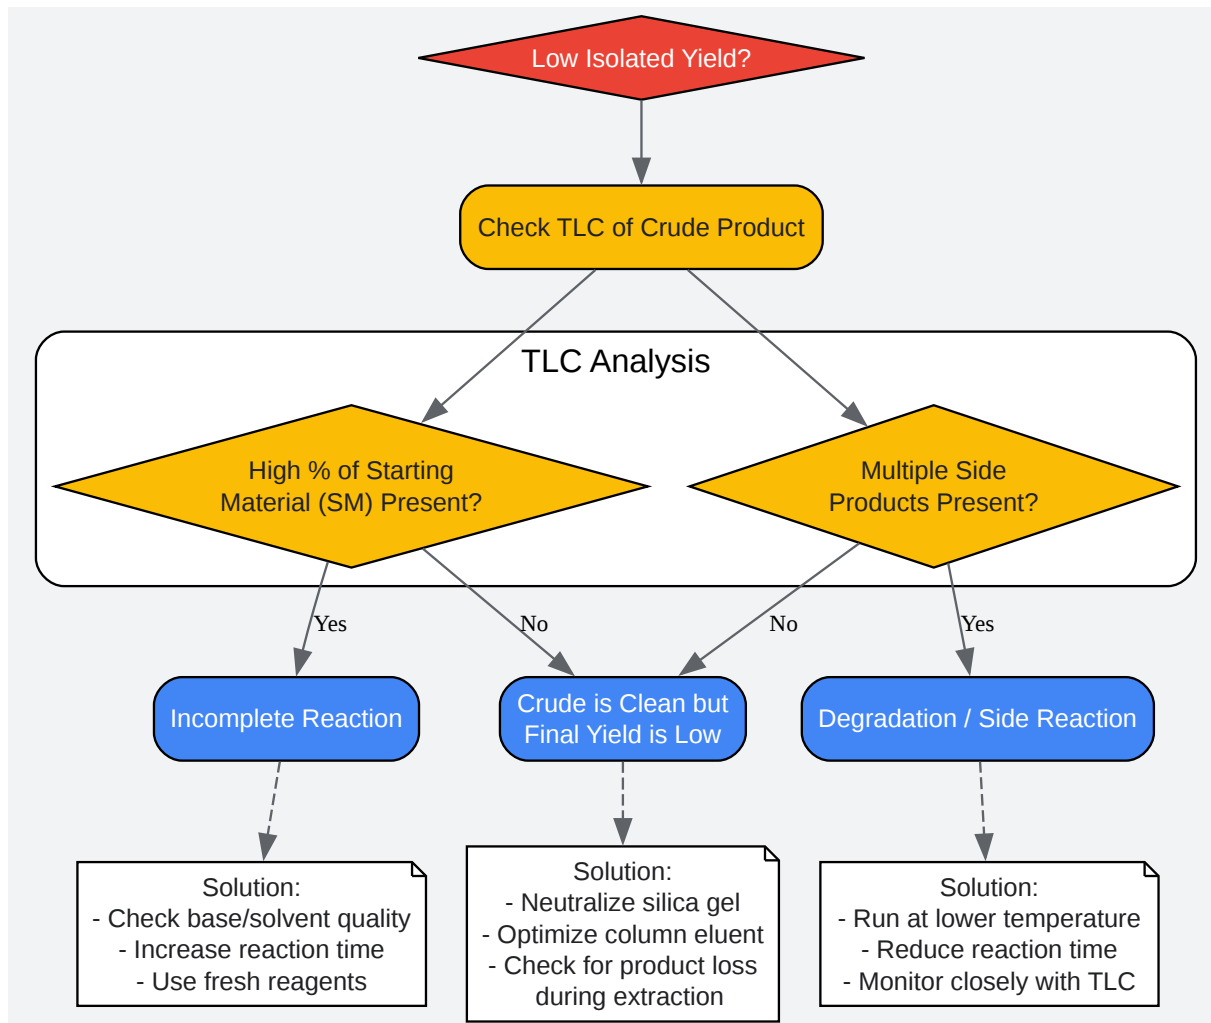 Low Isolated Yield?
Check TLC of Crude Product
TLC Analysis
High % of Starting
Material (SM) Present?
Multiple Side
Products Present?
Yes
No
No
Yes
Incomplete Reaction
Crude is Clean but
Final Yield is Low
Degradation / Side Reaction
Solution:
- Check base/solvent quality
- Increase reaction time
- Use fresh reagents
Solution:
- Neutralize silica gel
- Optimize column eluent
- Check for product loss
during extraction
Solution:
- Run at lower temperature
- Reduce reaction time
- Monitor closely with TLC